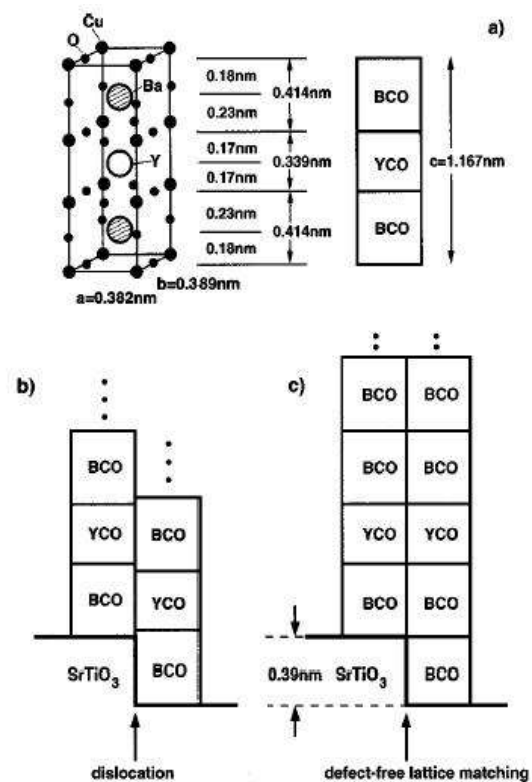 Cu
O
a)
Ba
Y
0.18nm
0.414nm
0.23nm
0.17nm
0.339nm
0.17nm
0.23nm
0.414nm
0.18nm
b=0.389nm
a=0.382nm
BCO
YCO
c=1.167nm
BCO
b)
BCO
YCO
BCO
BCO
YCO
BCO
SrTiO3
dislocation
c)
BCO BCO
BCO BCO
YCO YCO
BCO BCO
0.39nm SrTiO3 BCO
defect-free lattice matching